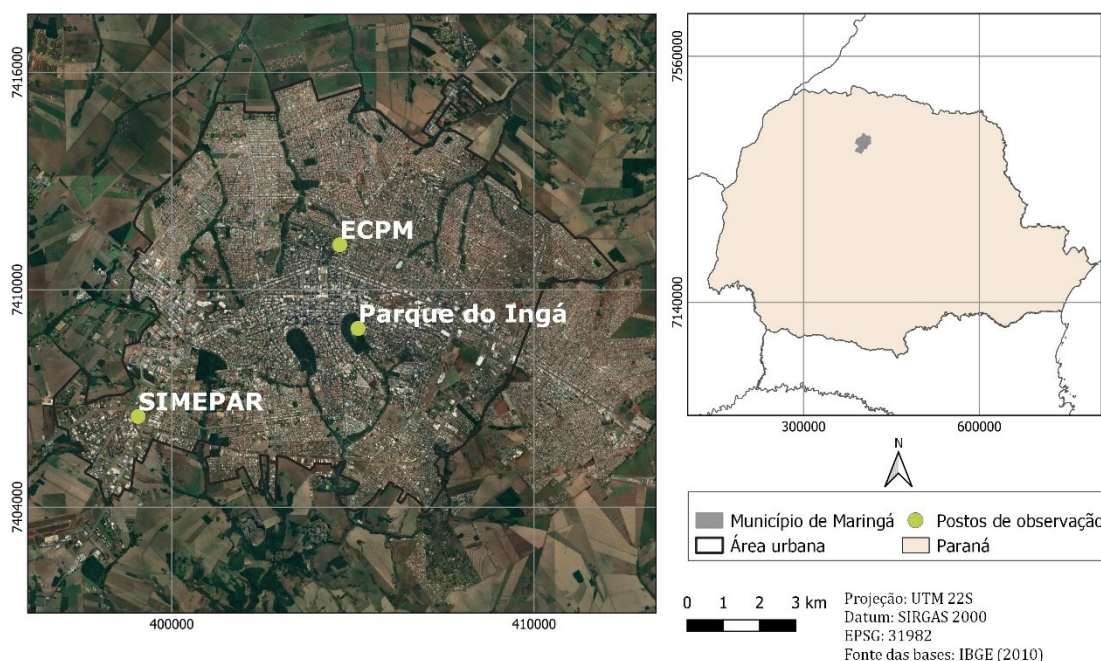 7416000
7410000
7404000
400000
410000
ECPM
Parque do Ingá
SIMEPAR
7560000
7140000
300000
600000
N
Município de Maringá
Postos de observação
Área urbana
Paraná
0 1 2 3 km
Projeção: UTM 22S
Datum: SIRGAS 2000
EPSG: 31982
Fonte das bases: IBGE (2010)